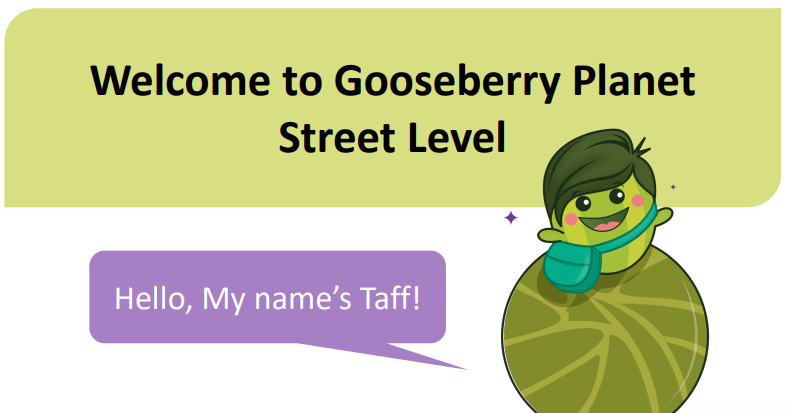 Welcome to Gooseberry Planet
Street Level
Hello, My name’s Taff!